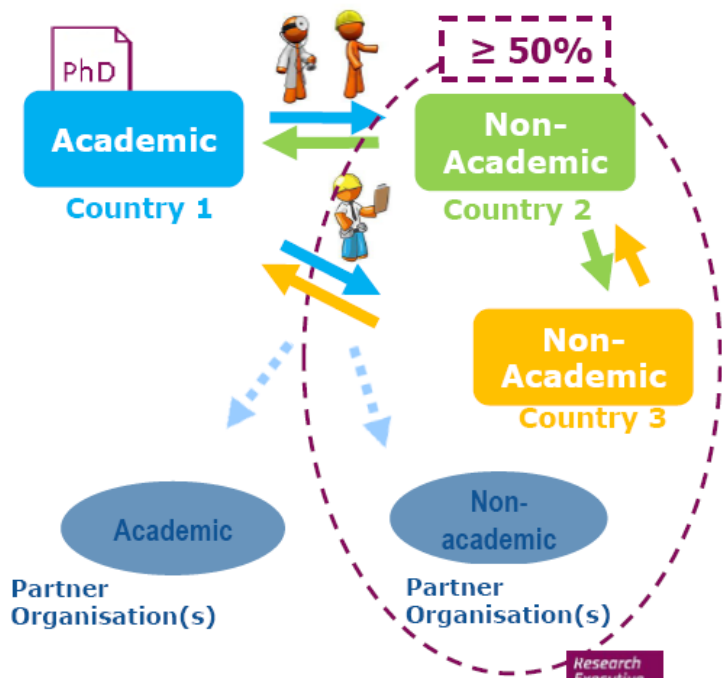 PhD
≥ 50%
Academic
Non-
Academic
Country 1
Country 2
Non-
Academic
Country 3
Academic
Non-
academic
Partner
Organisation(s)
Partner
Organisation(s)
Research
Executive